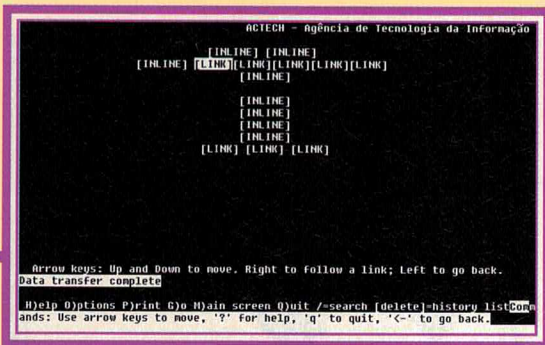 ACTECH - Agência de Tecnologia da Informação
[INLINE] [INLINE]
[INLINE] [LINK][LINK][LINK][LINK][LINK]
[INLINE]
[INLINE]
[INLINE]
[INLINE]
[INLINE]
[LINK] [LINK] [LINK]
Arrow keys: Up and Down to move. Right to follow a link; Left to go back.
Data transfer complete
H)elp O)ptions P)rint G)o M)ain screen Q)uit /=search [delete]=history listComm
ands: Use arrow keys to move, '?' for help, 'q' to quit, '<-' to go back.